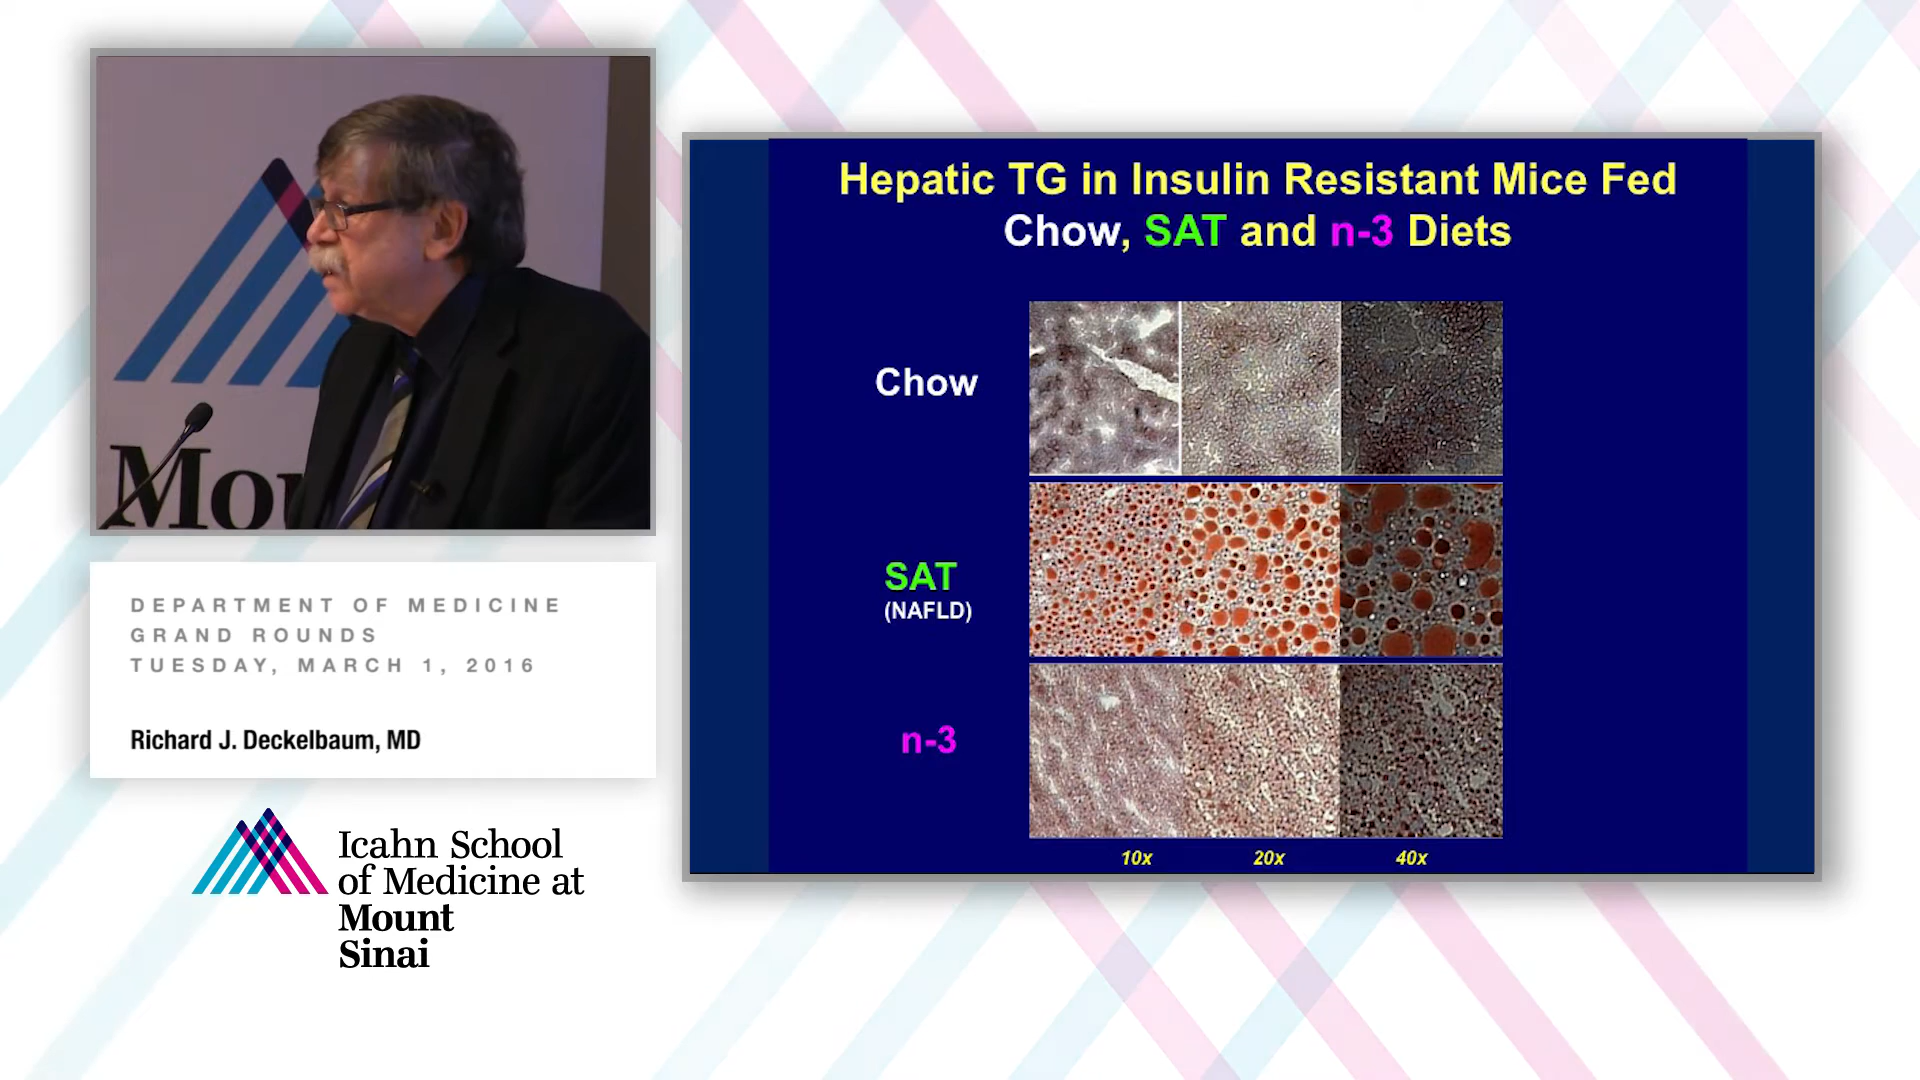 Mou
DEPARTMENT OF MEDICINE
GRAND ROUNDS
TUESDAY, MARCH 1, 2016
Richard J. Deckelbaum, MD
Icahn School
of Medicine at
Mount
Sinai
Hepatic TG in Insulin Resistant Mice Fed
Chow, SAT and n-3 Diets
Chow
SAT
(NAFLD)
n-3
10x 20x 40x